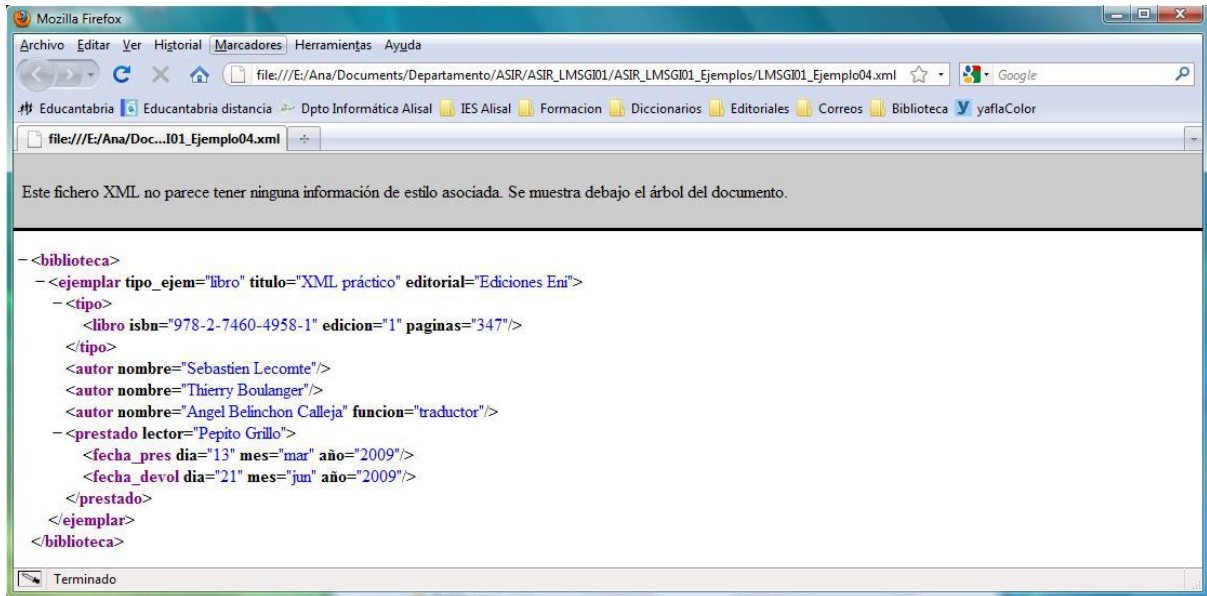 Mozilla Firefox
Archivo Editar Ver Historial Marcadores Herramientas Ayuda
file:///E:/Ana/Documents/Departamento/ASIR/ASIR_LMSGI01/ASIR_LMSGI01_Ejemplos/LMSGI01_Ejemplo04.xml Google
Educantabria Educantabria distancia Dpto Informática Alisal IES Alisal Formacion Diccionarios Editoriales Correos Biblioteca yaflaColor
file:///E:/Ana/Doc...I01_Ejemplo04.xml
Este fichero XML no parece tener ninguna información de estilo asociada. Se muestra debajo el árbol del documento.
−<biblioteca>
−<ejemplar tipo_ejem="libro" titulo="XML práctico" editorial="Ediciones Eni">
−<tipo>
<libro isbn="978-2-7460-4958-1" edicion="1" paginas="347"/>
</tipo>
<autor nombre="Sebastien Lecomte"/>
<autor nombre="Thierry Boulanger"/>
<autor nombre="Angel Belinchon Calleja" funcion="traductor"/>
−<prestado lector="Pepito Grillo">
<fecha_pres dia="13" mes="mar" año="2009"/>
<fecha_devol dia="21" mes="jun" año="2009"/>
</prestado>
</ejemplar>
</biblioteca>
Terminado